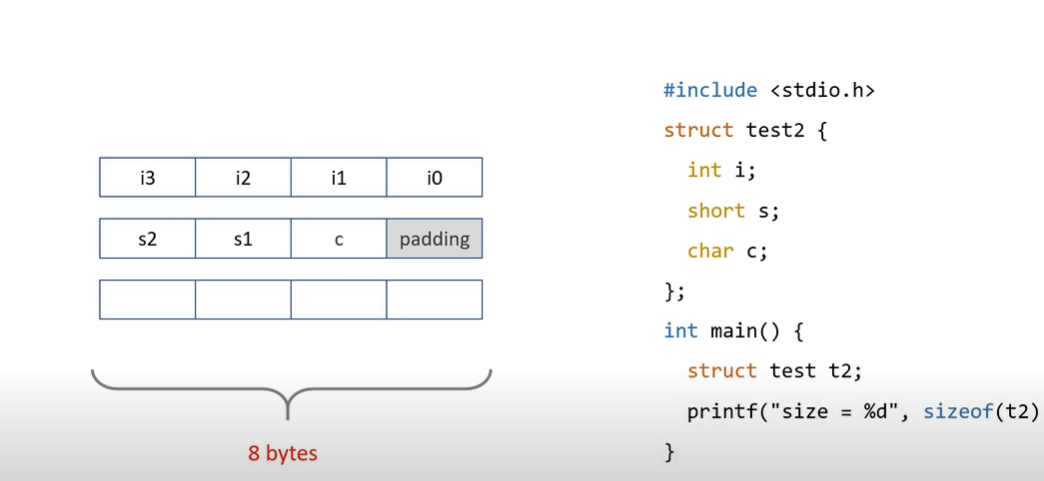 i3 i2 i1 i0
s2 s1 c padding
8 bytes
#include <stdio.h>
struct test2 {
int i;
short s;
char c;
};
int main() {
struct test t2;
printf("size = %d", sizeof(t2)
}